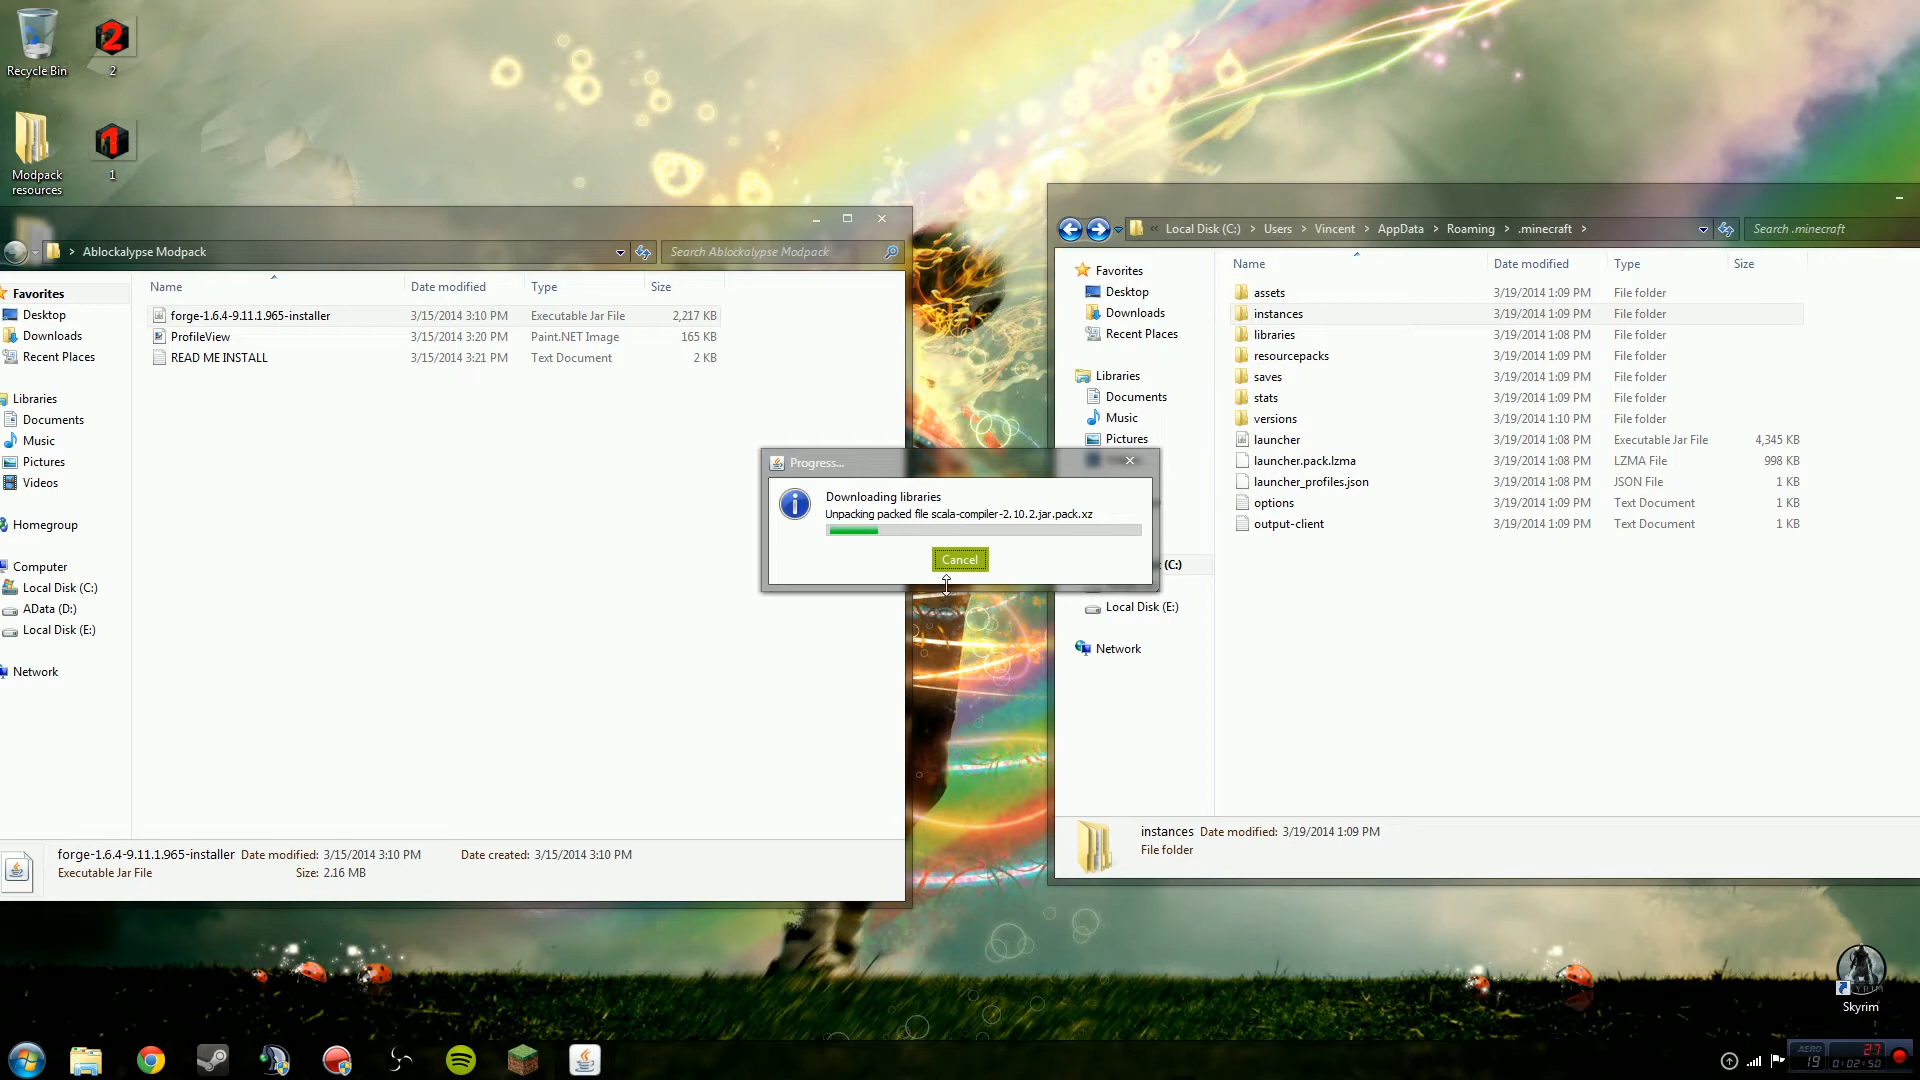 Recycle Bin
2
Modpack resources
1
Ablockalypse Modpack
Search Ablockalypse Modpack
Name Date modified Type Size
Favorites
Desktop
Downloads
Recent Places
Libraries
Documents
Music
Pictures
Videos
Homegroup
Computer
Local Disk (C:)
AData (D:)
Local Disk (E:)
Network
forge-1.6.4-9.11.1.965-installer 3/15/2014 3:10 PM Executable Jar File 2,217 KB
ProfileView 3/15/2014 3:20 PM Paint.NET Image 165 KB
READ ME INSTALL 3/15/2014 3:21 PM Text Document 2 KB
forge-1.6.4-9.11.1.965-installer Date modified: 3/15/2014 3:10 PM Date created: 3/15/2014 3:10 PM
Executable Jar File Size: 2.16 MB
Progress...
Downloading libraries
Unpacking packed file scala-compiler-2.10.2.jar.pack.xz
Cancel
Local Disk (C:) Users Vincent AppData Roaming .minecraft
Search .minecraft
Name Date modified Type Size
Favorites
Desktop
Downloads
Recent Places
Libraries
Documents
Music
Pictures
(C:)
Local Disk (E:)
Network
assets 3/19/2014 1:09 PM File folder
instances 3/19/2014 1:09 PM File folder
libraries 3/19/2014 1:08 PM File folder
resourcepacks 3/19/2014 1:09 PM File folder
saves 3/19/2014 1:09 PM File folder
stats 3/19/2014 1:09 PM File folder
versions 3/19/2014 1:10 PM File folder
launcher 3/19/2014 1:08 PM Executable Jar File 4,345 KB
launcher.pack.lzma 3/19/2014 1:08 PM LZMA File 998 KB
launcher_profiles.json 3/19/2014 1:09 PM JSON File 1 KB
options 3/19/2014 1:09 PM Text Document 1 KB
output-client 3/19/2014 1:09 PM Text Document 1 KB
instances Date modified: 3/19/2014 1:09 PM
File folder
Skyrim
AERO 27
19 0:02:50